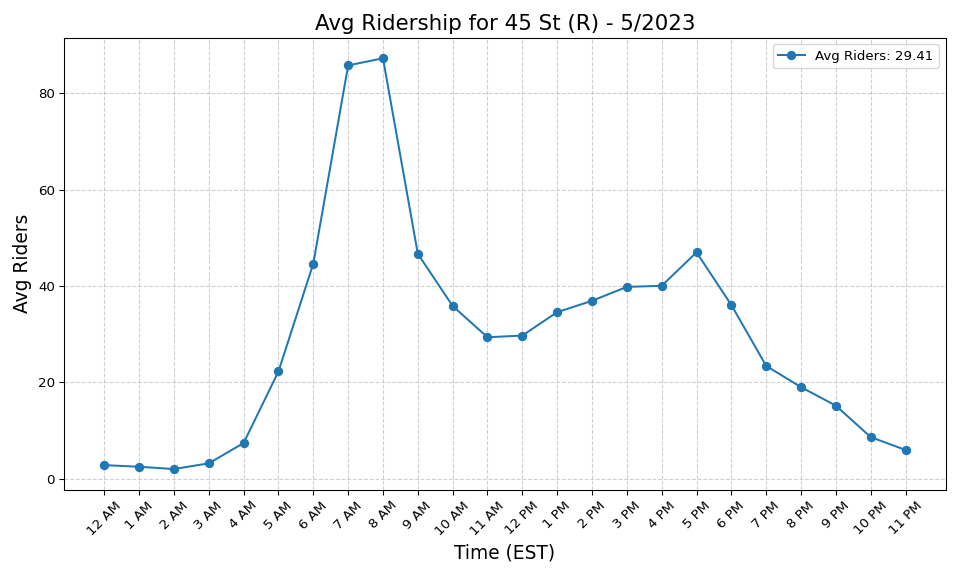 Avg Ridership for 45 St (R) - 5/2023
Avg Riders: 29.41
Avg Riders
80
60
40
20
0
12 AM
1 AM
2 AM
3 AM
4 AM
5 AM
6 AM
7 AM
8 AM
9 AM
10 AM
11 AM
12 PM
1 PM
2 PM
3 PM
4 PM
5 PM
6 PM
7 PM
8 PM
9 PM
10 PM
11 PM
Time (EST)